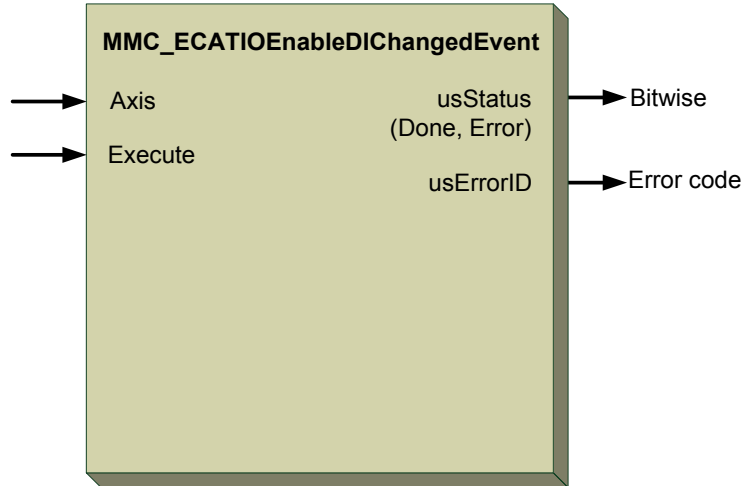 MMC_ECATIOEnableDIChangedEvent
Axis
Execute
usStatus
(Done, Error)
usErrorID
Bitwise
Error code